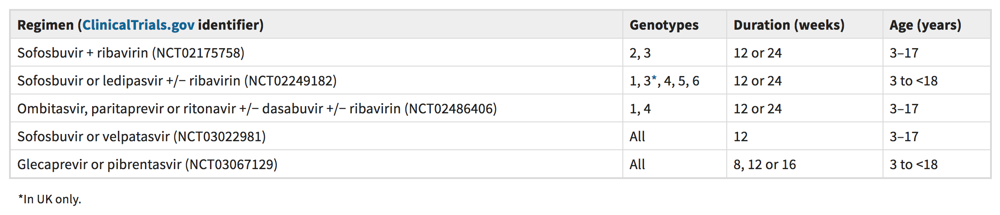 Regimen (ClinicalTrials.gov identifier) Genotypes Duration (weeks) Age (years)
Sofosbuvir + ribavirin (NCT02175758) 2, 3 12 or 24 3–17
Sofosbuvir or ledipasvir +/− ribavirin (NCT02249182) 1, 3*, 4, 5, 6 12 or 24 3 to <18
Ombitasvir, paritaprevir or ritonavir +/− dasabuvir +/− ribavirin (NCT02486406) 1, 4 12 or 24 3–17
Sofosbuvir or velpatasvir (NCT03022981) All 12 3–17
Glecaprevir or pibrentasvir (NCT03067129) All 8, 12 or 16 3 to <18
*In UK only.